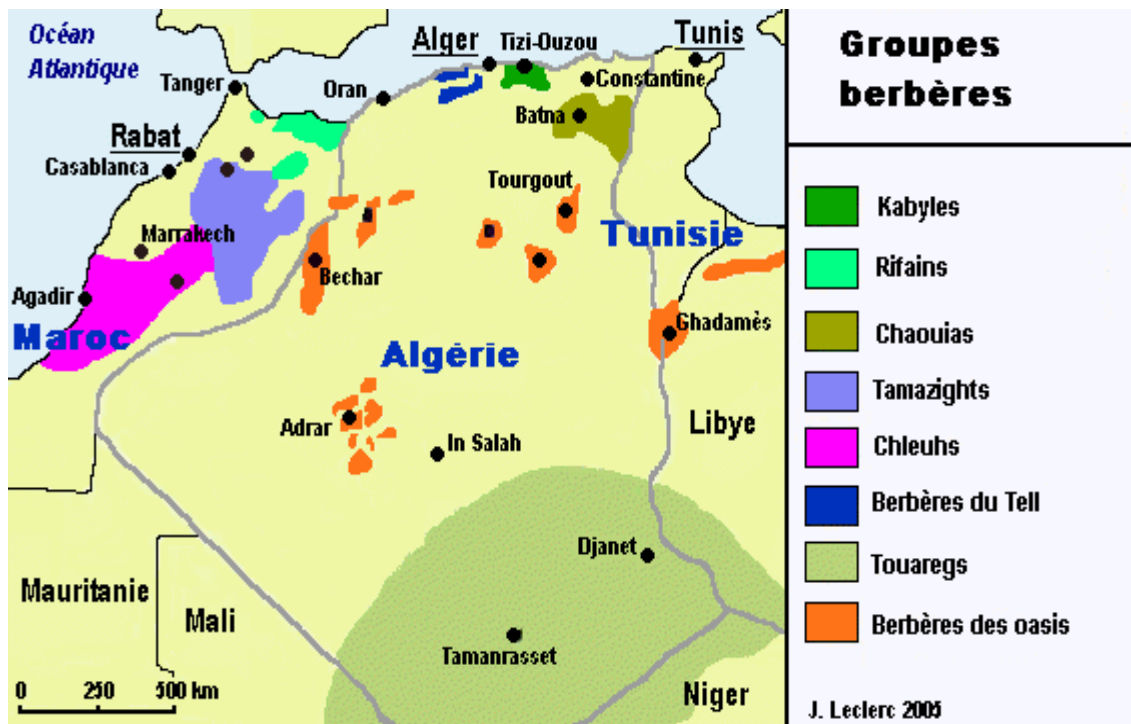 Océan
Atlantique
Alger
Tizi-Ouzou
Tunis
Tanger
Oran
Constantine
Rabat
Batna
Casablanca
Tourgout
Marrakech
Tunisie
Bechar
Agadir
Ghadamès
Maroc
Algérie
Adrar
In Salah
Libye
Djanet
Mauritanie
Mali
Tamanrasset
Niger
0 250 500 km
Groupes
berbères
Kabyles
Rifains
Chaouias
Tamazights
Chleuhs
Berbères du Tell
Touaregs
Berbères des oasis
J. Leclerc 2005